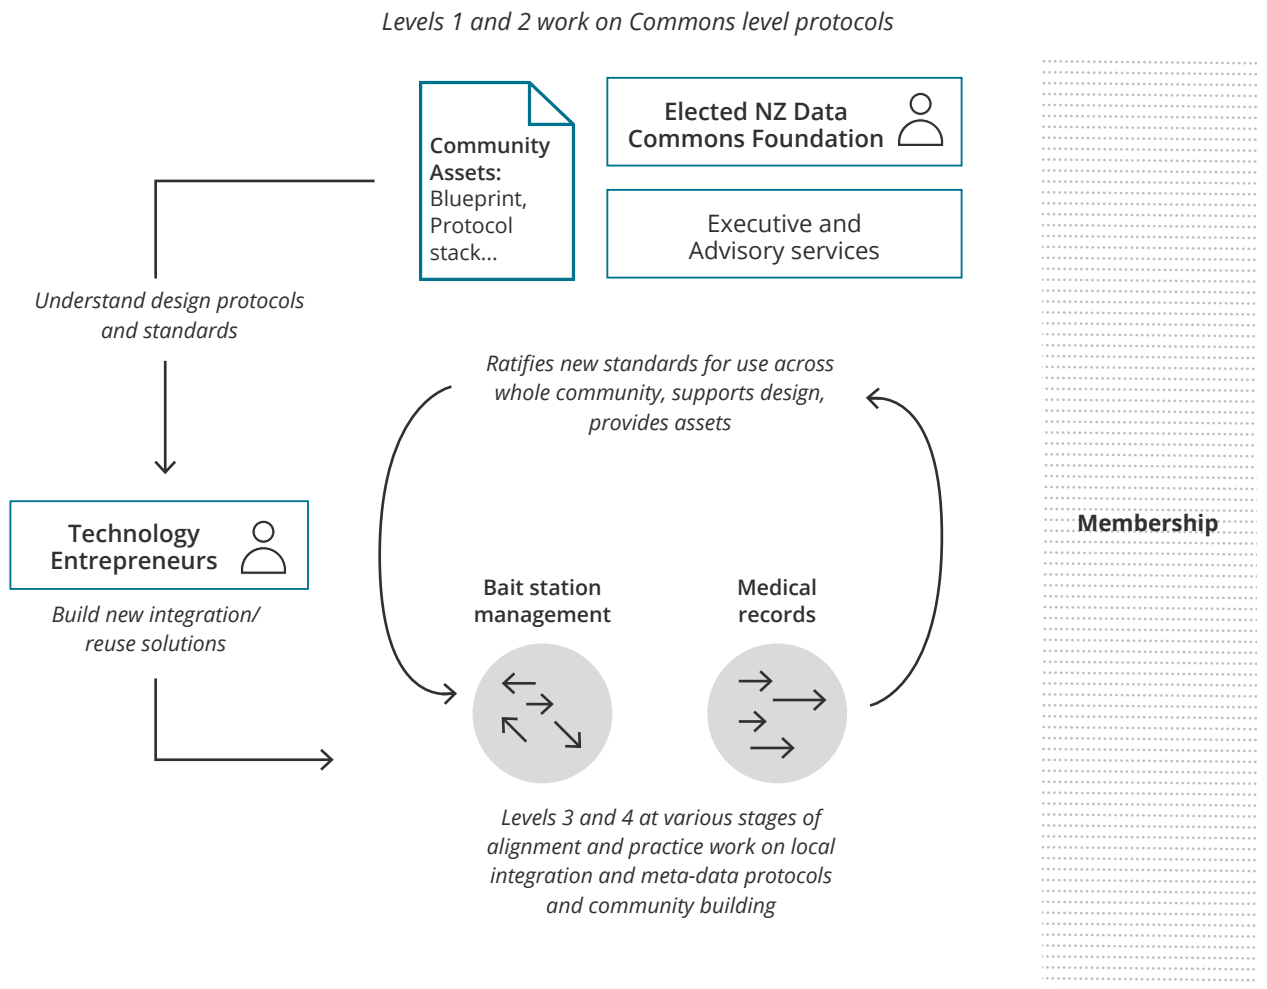 Levels 1 and 2 work on Commons level protocols
Community
Assets:
Blueprint,
Protocol
stack...
Elected NZ Data
Commons Foundation
Executive and
Advisory services
Understand design protocols
and standards
Ratifies new standards for use across
whole community, supports design,
provides assets
Technology
Entrepreneurs
Build new integration/
reuse solutions
Bait station
management
Medical
records
Membership
Levels 3 and 4 at various stages of
alignment and practice work on local
integration and meta-data protocols
and community building